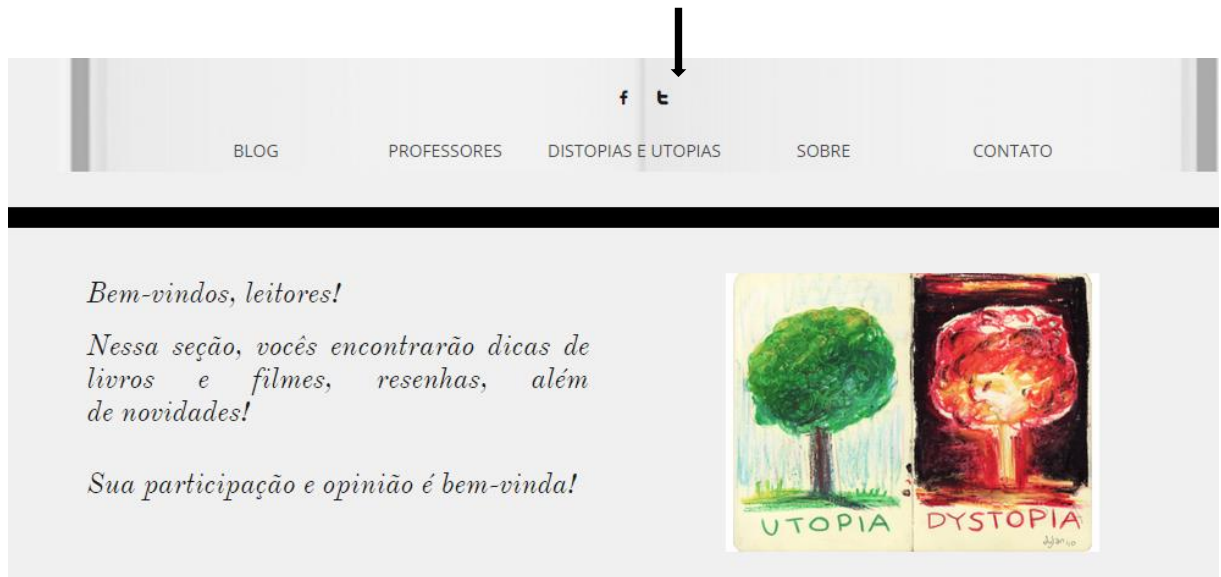 BLOG PROFESSORES DISTOPIAS E UTOPIAS SOBRE CONTATO
Bem-vindos, leitores!
Nessa seção, vocês encontrarão dicas de
livros e filmes, resenhas, além
de novidades!
Sua participação e opinião é bem-vinda!
UTOPIA DYSTOPIA